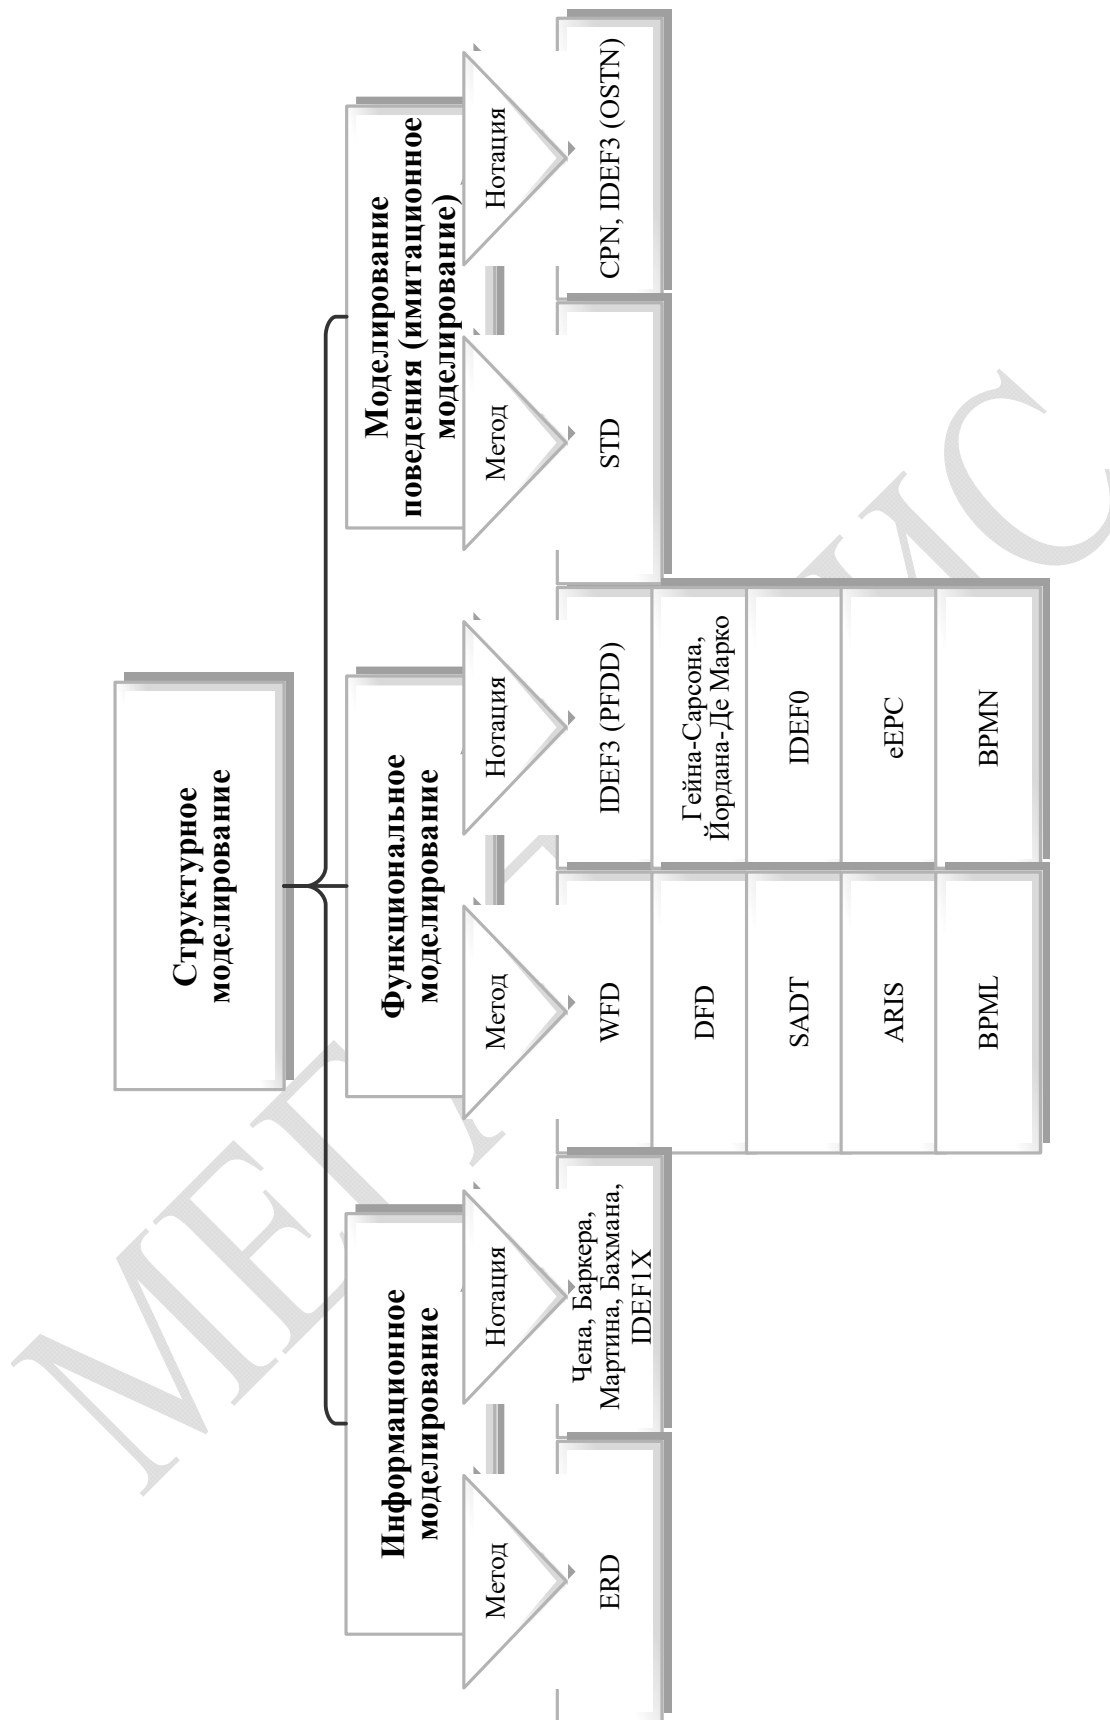 Структурное
моделирование
Информационное
моделирование
Метод
Нотация
ERD
Чена, Баркера,
Мартина, Бахмана,
IDEF1X
Функциональное
моделирование
Метод
Нотация
WFD
IDEF3 (PFDD)
DFD
Гейна-Сарсона,
Йордана-Де Марко
SADT
IDEF0
ARIS
eEPC
BPML
BPMN
Моделирование
поведения (имитационное
моделирование)
Метод
Нотация
STD
CPN, IDEF3 (OSTN)